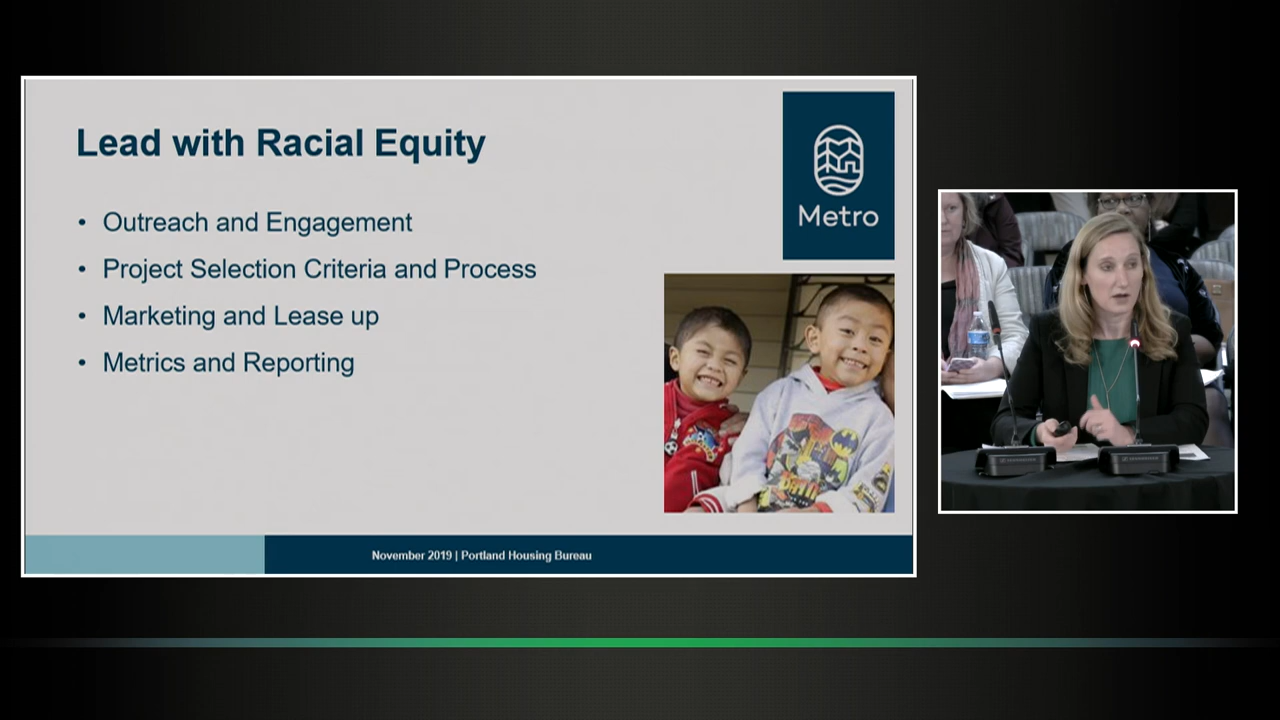 Lead with Racial Equity
Metro
• Outreach and Engagement
• Project Selection Criteria and Process
• Marketing and Lease up
• Metrics and Reporting
November 2019 | Portland Housing Bureau